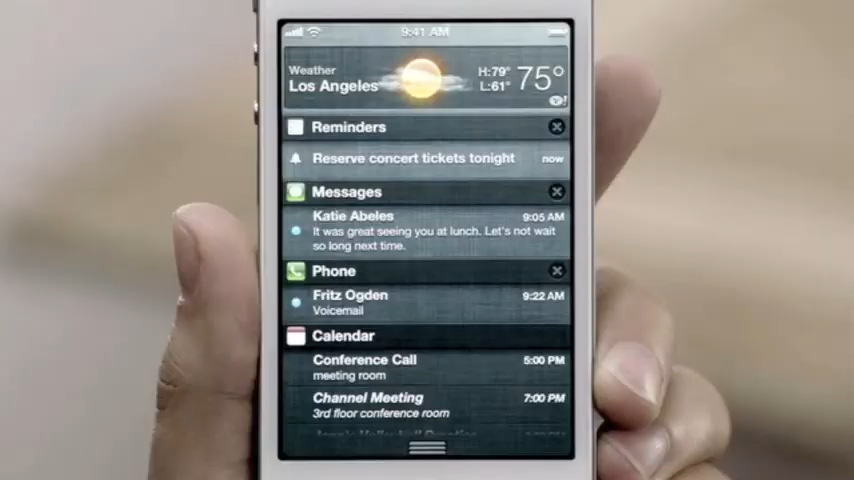 9:41 AM
Weather
Los Angeles
H:79°
L:61°
75°
Y!
Reminders
Reserve concert tickets tonight now
Messages
Katie Abeles 9:05 AM
It was great seeing you at lunch. Let's not wait
so long next time.
Phone
Fritz Ogden 9:22 AM
Voicemail
Calendar
Conference Call 5:00 PM
meeting room
Channel Meeting 7:00 PM
3rd floor conference room